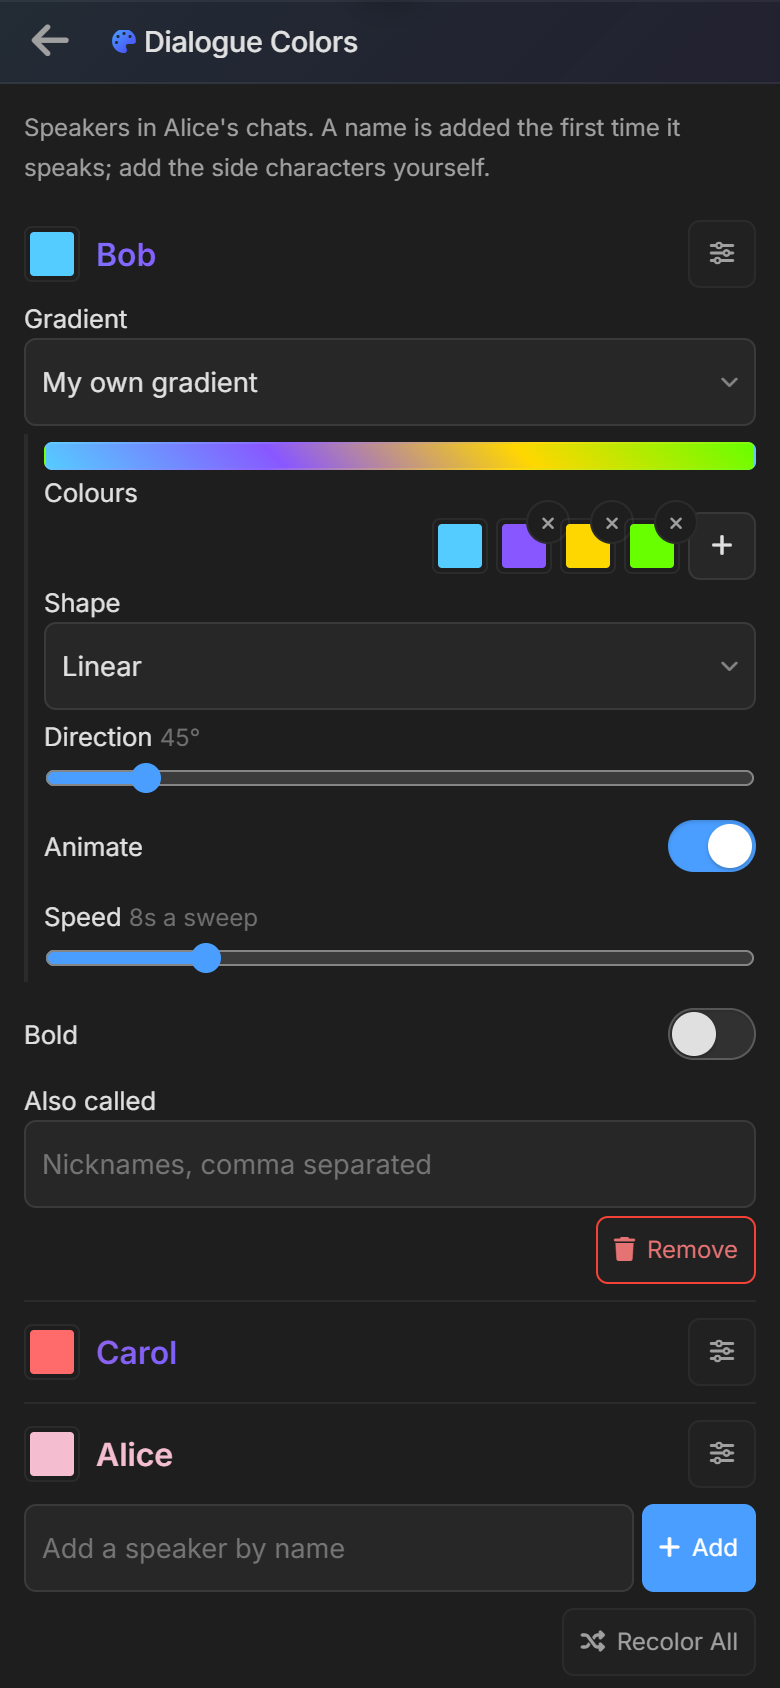 Dialogue Colors
Speakers in Alice's chats. A name is added the first time it
speaks; add the side characters yourself.
Bob
Gradient
My own gradient
Colours
Shape
Linear
Direction 45°
Animate
Speed 8s a sweep
Bold
Also called
Nicknames, comma separated
Remove
Carol
Alice
Add a speaker by name
+ Add
Recolor All